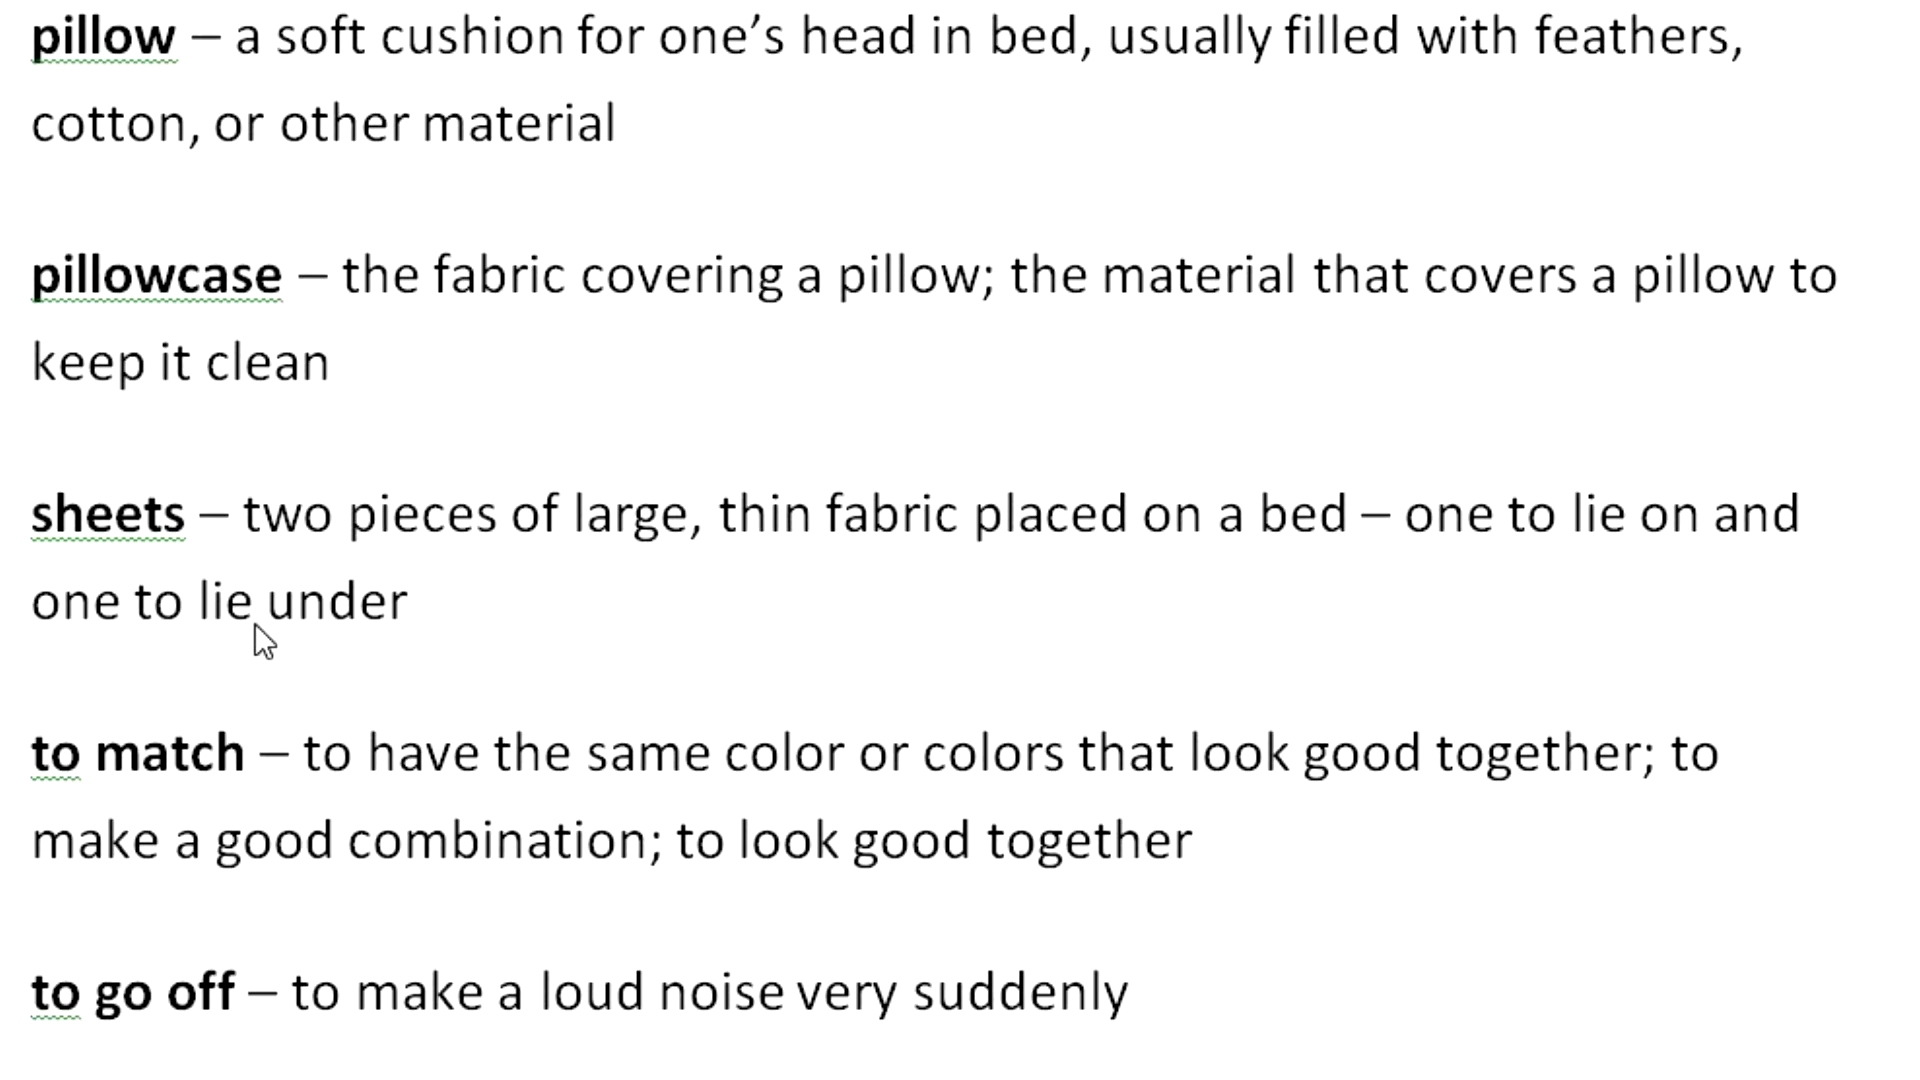 pillow – a soft cushion for one’s head in bed, usually filled with feathers,
cotton, or other material
pillowcase – the fabric covering a pillow; the material that covers a pillow to
keep it clean
sheets – two pieces of large, thin fabric placed on a bed – one to lie on and
one to lie under
to match – to have the same color or colors that look good together; to
make a good combination; to look good together
to go off – to make a loud noise very suddenly